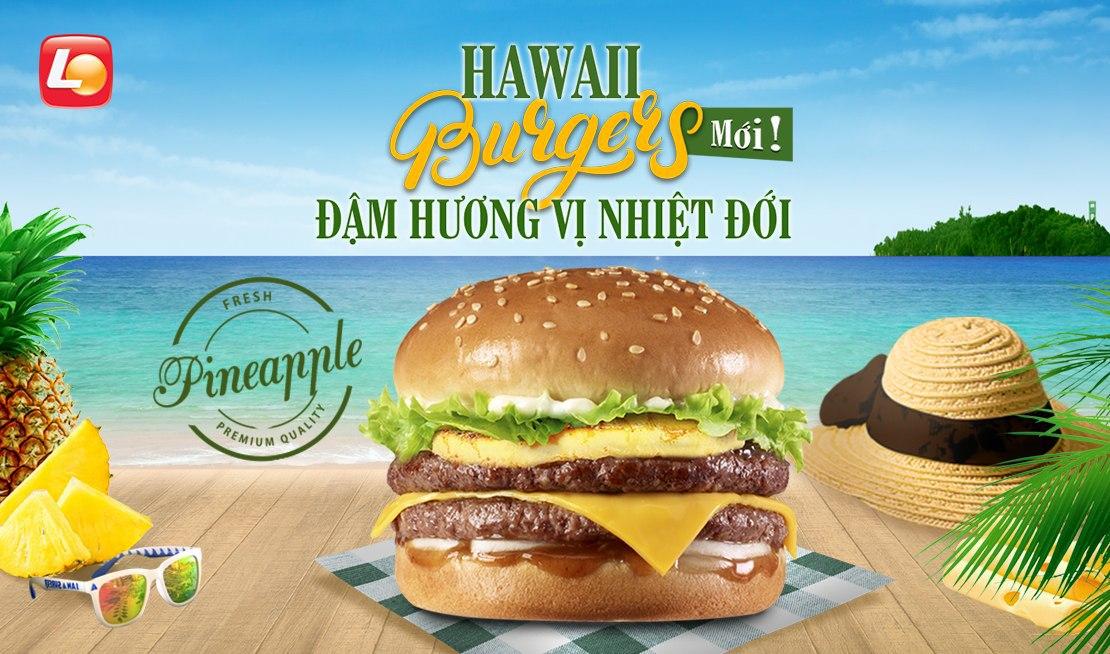 L
HAWAII
Burgers
Mới!
ĐẬM HƯƠNG VỊ NHIỆT ĐỚI
FRESH
Pineapple
PREMIUM QUALITY